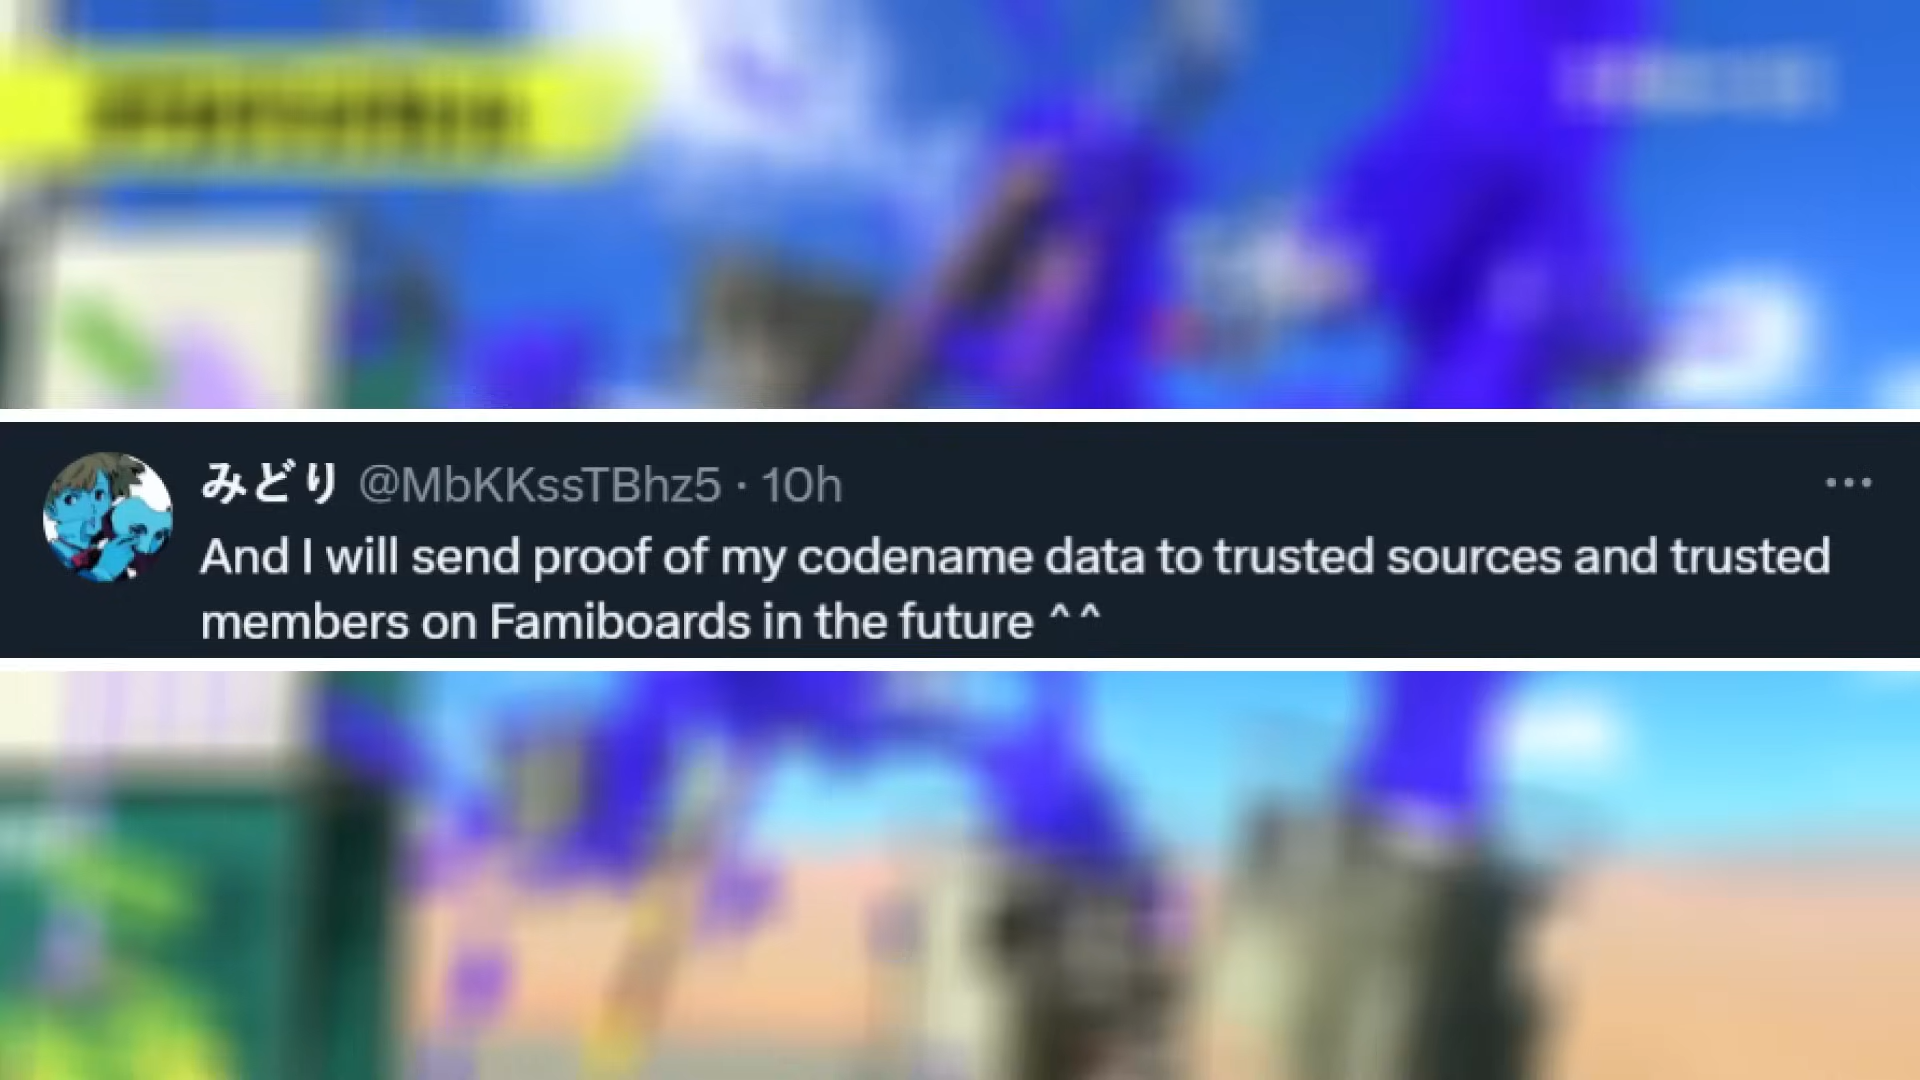 みどり @MbKKssTBhz5 · 10h
And I will send proof of my codename data to trusted sources and trusted
members on Famiboards in the future ^^